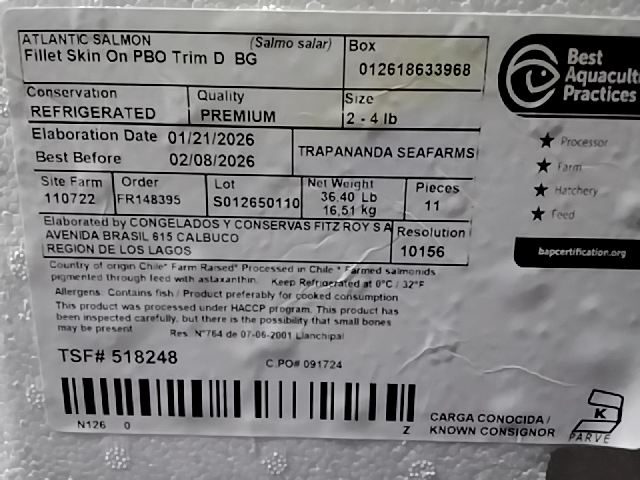 ATLANTIC SALMON (Salmo salar)
Fillet Skin On PBO Trim D BG
Box
012618633968
Conservation
REFRIGERATED
Quality
PREMIUM
Size
2 - 4 lb
Elaboration Date 01/21/2026
Best Before 02/08/2026
TRAPANANDA SEAFARMS
Site Farm
110722
Order
FR148395
Lot
S012650110
Net Weight
36.40 Lb
16.51 kg
Pieces
11
Elaborated by CONGELADOS Y CONSERVAS FITZ ROY S A
AVENIDA BRASIL 615 CALBUCO
REGION DE LOS LAGOS
Resolution
10156
Country of origin Chile* Farm Raised* Processed in Chile * Farmed salmonids
pigmented through feed with astaxanthin. Keep Refrigerated at 0°C / 32°F
Allergens: Contains fish / Product preferably for cooked consumption
This product was processed under HACCP program. This product has
been inspected carefully, but there is the possibility that small bones
may be present Res. N°764 de 07-06-2001 Llanchipal
TSF# 518248
C.PO# 091724
N126 0
Z
CARGA CONOCIDA /
KNOWN CONSIGNOR
K
PARVE
Best
Aquacult
Practices
Processor
Farm
Hatchery
Feed
bapcertification.org